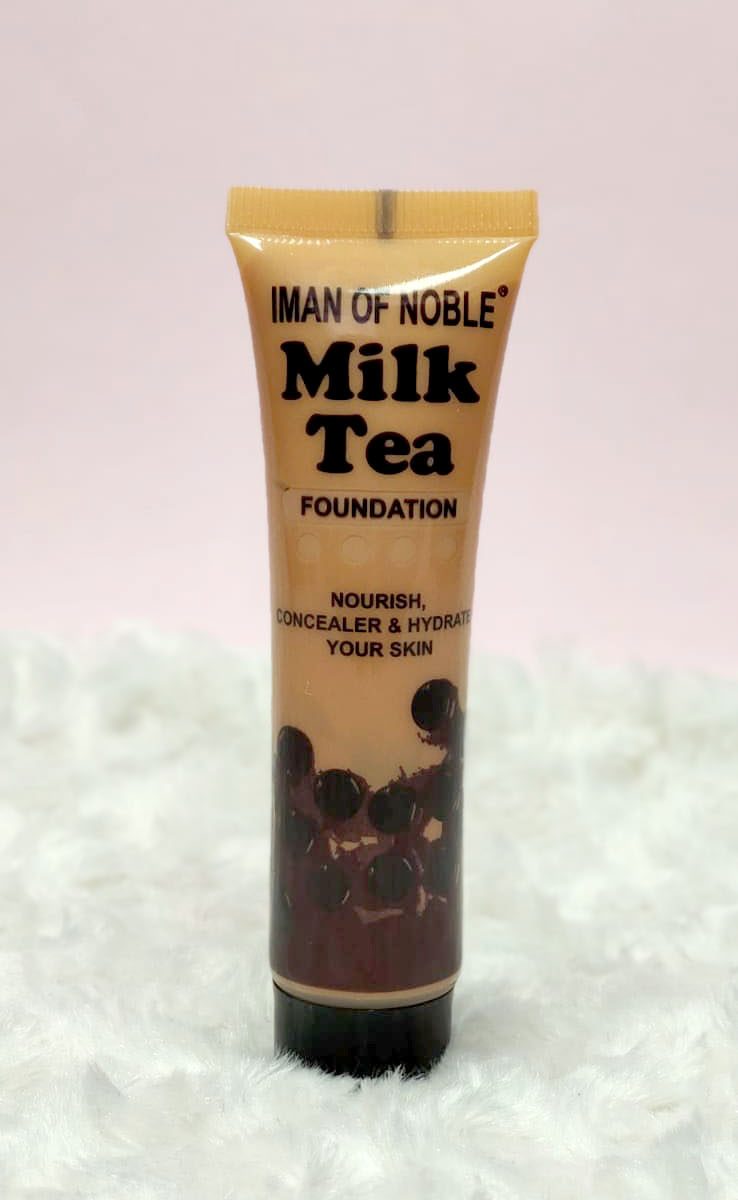 IMAN OF NOBLE®
Milk
Tea
FOUNDATION
NOURISH,
CONCEALER & HYDRATE
YOUR SKIN